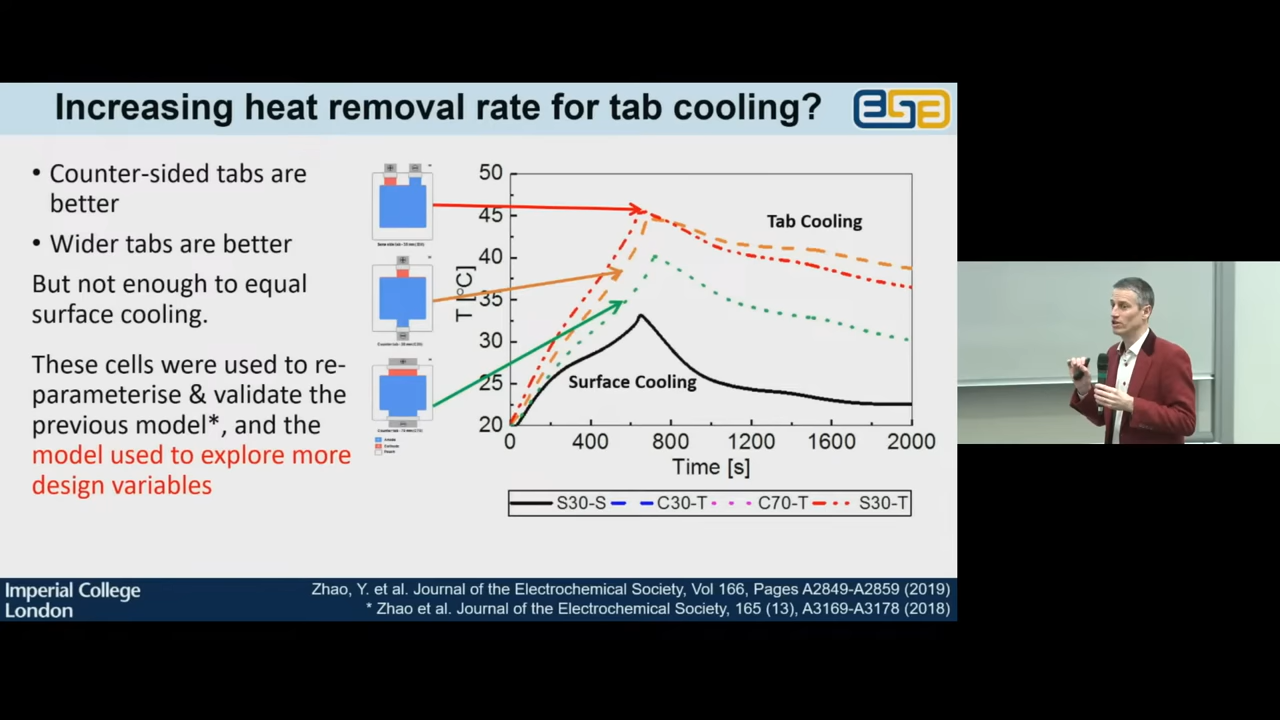 Increasing heat removal rate for tab cooling?
• Counter-sided tabs are
better
• Wider tabs are better
But not enough to equal
surface cooling.
These cells were used to re-
parameterise & validate the
previous model*, and the
model used to explore more
design variables
50
45
40
35
30
25
20
T [°C]
Tab Cooling
Surface Cooling
0 400 800 1200 1600 2000
Time [s]
S30-S C30-T C70-T S30-T
Imperial College
London
Zhao, Y. et al. Journal of the Electrochemical Society, Vol 166, Pages A2849-A2859 (2019)
* Zhao et al. Journal of the Electrochemical Society, 165 (13), A3169-A3178 (2018)